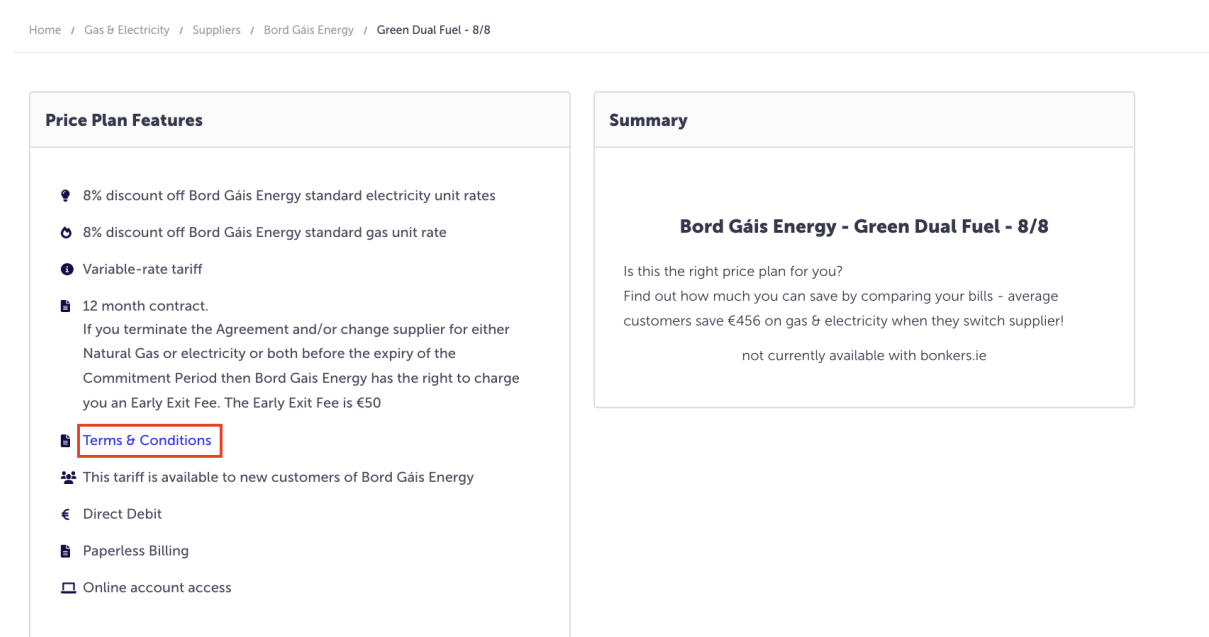 Home / Gas & Electricity / Suppliers / Bord Gáis Energy / Green Dual Fuel - 8/8
Price Plan Features
8% discount off Bord Gáis Energy standard electricity unit rates
8% discount off Bord Gáis Energy standard gas unit rate
Variable-rate tariff
12 month contract.
If you terminate the Agreement and/or change supplier for either
Natural Gas or electricity or both before the expiry of the
Commitment Period then Bord Gais Energy has the right to charge
you an Early Exit Fee. The Early Exit Fee is €50
Terms & Conditions
This tariff is available to new customers of Bord Gáis Energy
€ Direct Debit
Paperless Billing
Online account access
Summary
Bord Gáis Energy - Green Dual Fuel - 8/8
Is this the right price plan for you?
Find out how much you can save by comparing your bills - average
customers save €456 on gas & electricity when they switch supplier!
not currently available with bonkers.ie